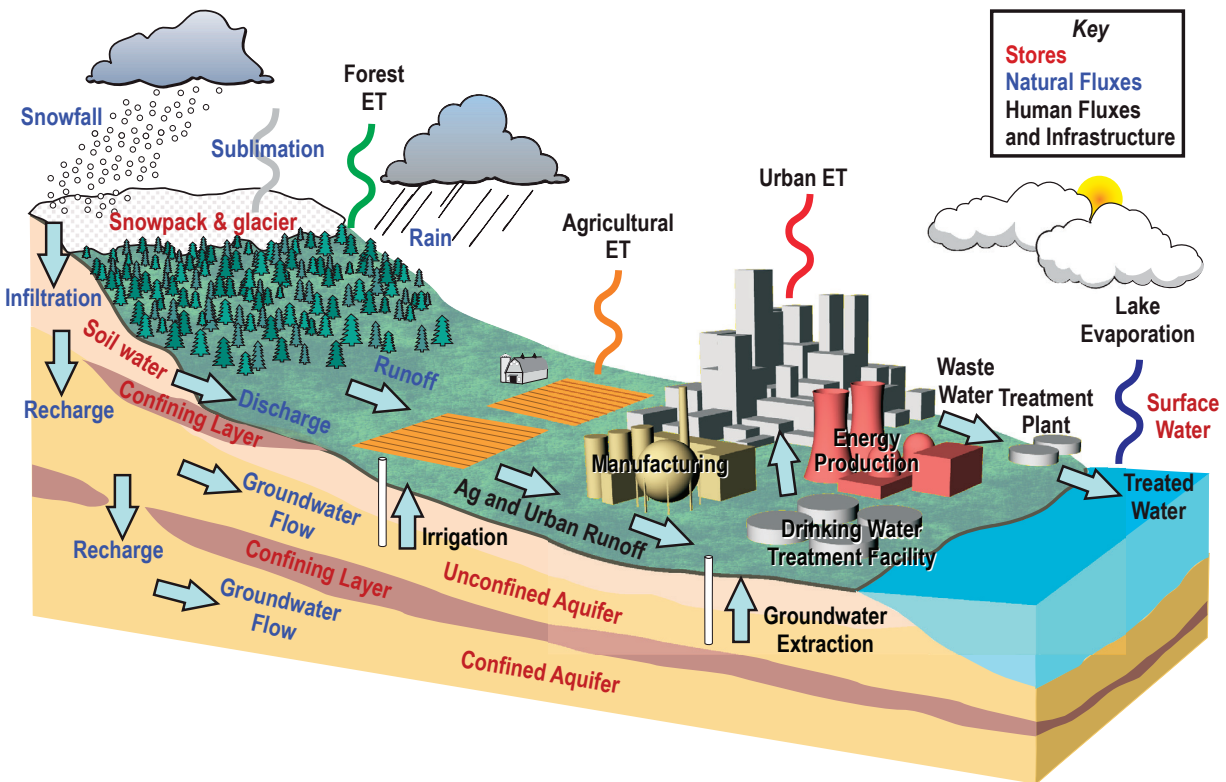 Key
Stores
Natural Fluxes
Human Fluxes
and Infrastructure
Snowfall
Sublimation
Forest
ET
Snowpack & glacier
Rain
Agricultural
ET
Urban ET
Lake
Evaporation
Infiltration
Soil water
Runoff
Recharge
Discharge
Confining Layer
Waste
Water
Treatment
Plant
Surface
Water
Manufacturing
Energy
Production
Treated
Water
Groundwater
Flow
Ag and Urban Runoff
Drinking Water
Treatment Facility
Irrigation
Recharge
Confining Layer
Unconfined Aquifer
Groundwater
Flow
Groundwater
Extraction
Confined Aquifer